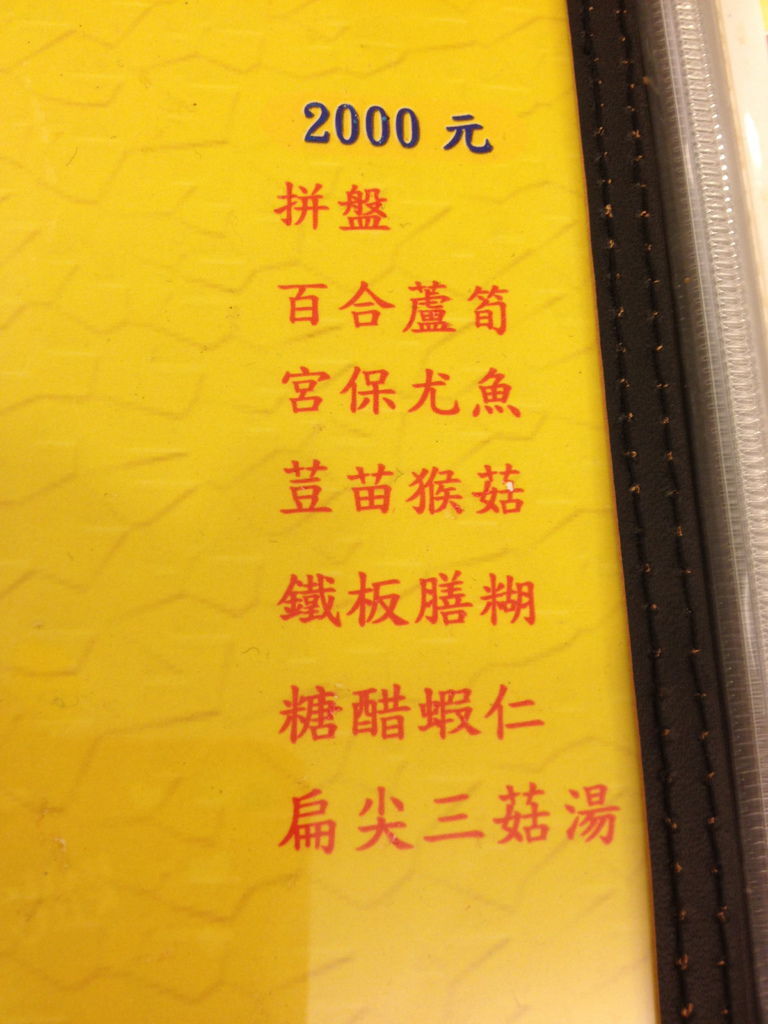 2000 元
拼盤
百合蘆筍
宮保尤魚
荳苗猴菇
鐵板膳糊
糖醋蝦仁
扁尖三菇湯